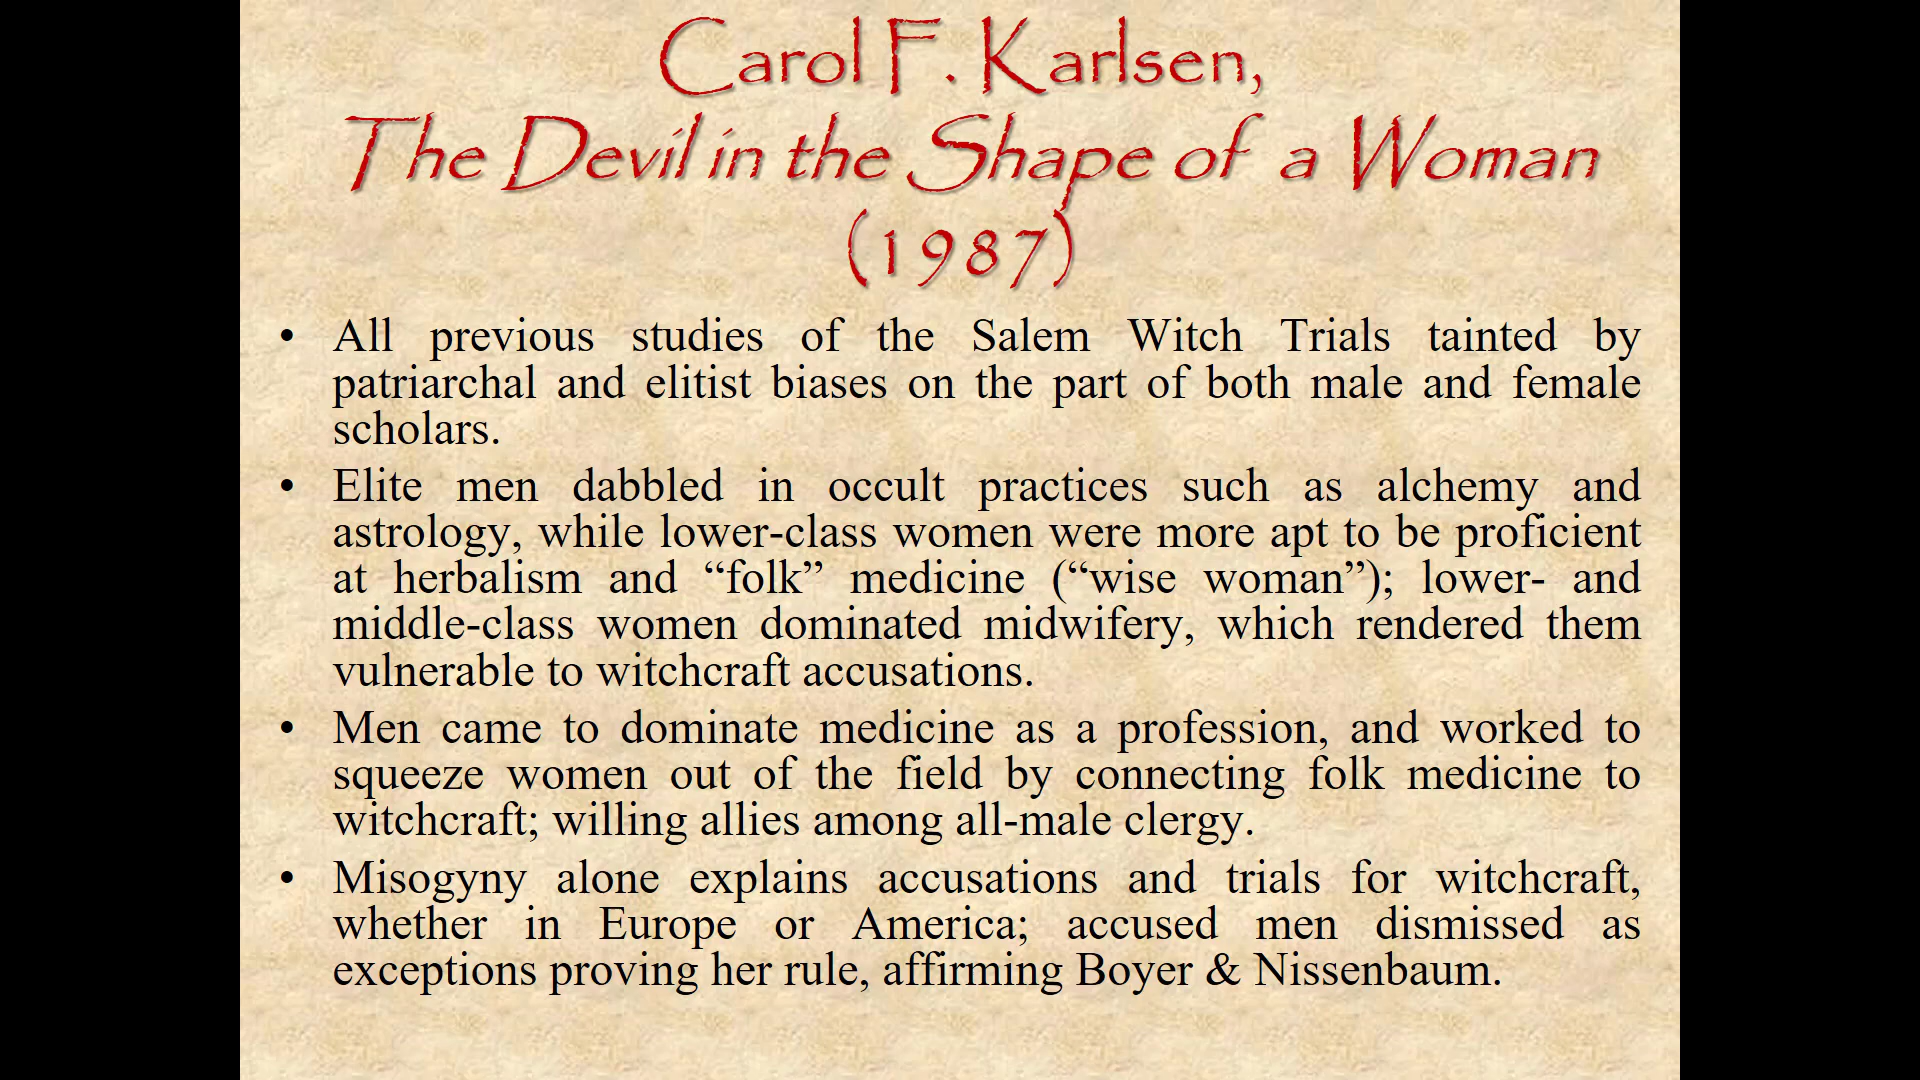 Carol F. Karlsen,
The Devil in the Shape of a Woman
(1987)
• All previous studies of the Salem Witch Trials tainted by
patriarchal and elitist biases on the part of both male and female
scholars.
• Elite men dabbled in occult practices such as alchemy and
astrology, while lower-class women were more apt to be proficient
at herbalism and “folk” medicine (“wise woman”); lower- and
middle-class women dominated midwifery, which rendered them
vulnerable to witchcraft accusations.
• Men came to dominate medicine as a profession, and worked to
squeeze women out of the field by connecting folk medicine to
witchcraft; willing allies among all-male clergy.
• Misogyny alone explains accusations and trials for witchcraft,
whether in Europe or America; accused men dismissed as
exceptions proving her rule, affirming Boyer & Nissenbaum.